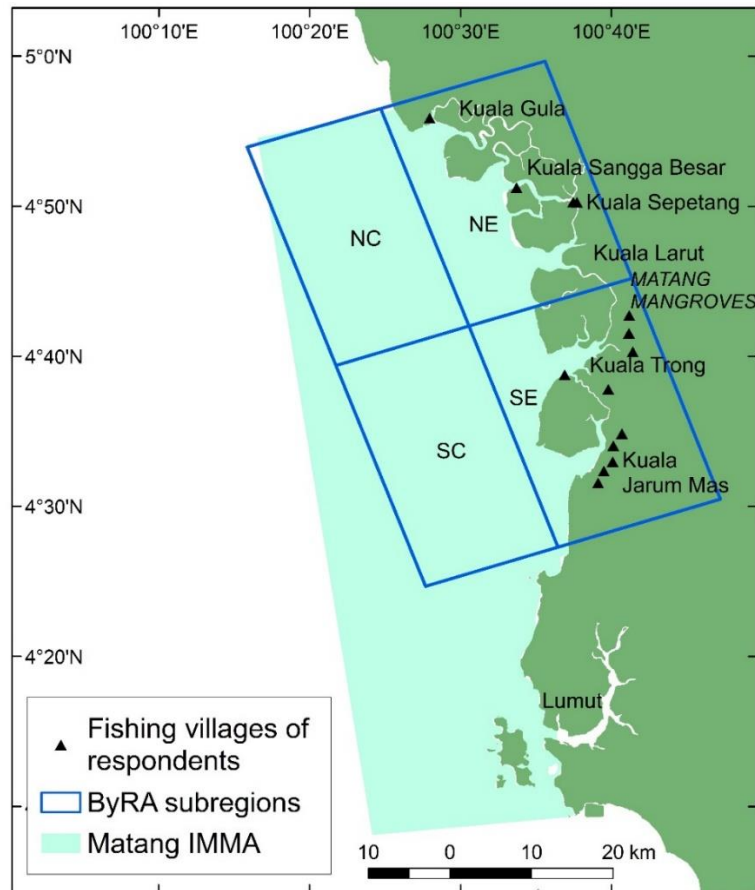 100°10'E 100°20'E 100°30'E 100°40'E
5°0'N
Kuala Gula
Kuala Sangga Besar
4°50'N
Kuala Sepetang
NC
NE
Kuala Larut
MATANG
MANGROVES
4°40'N
Kuala Trong
SE
SC
Kuala
Jarum Mas
4°30'N
4°20'N
Lumut
Fishing villages of
respondents
ByRA subregions
Matang IMMA
10 0 10 20 km